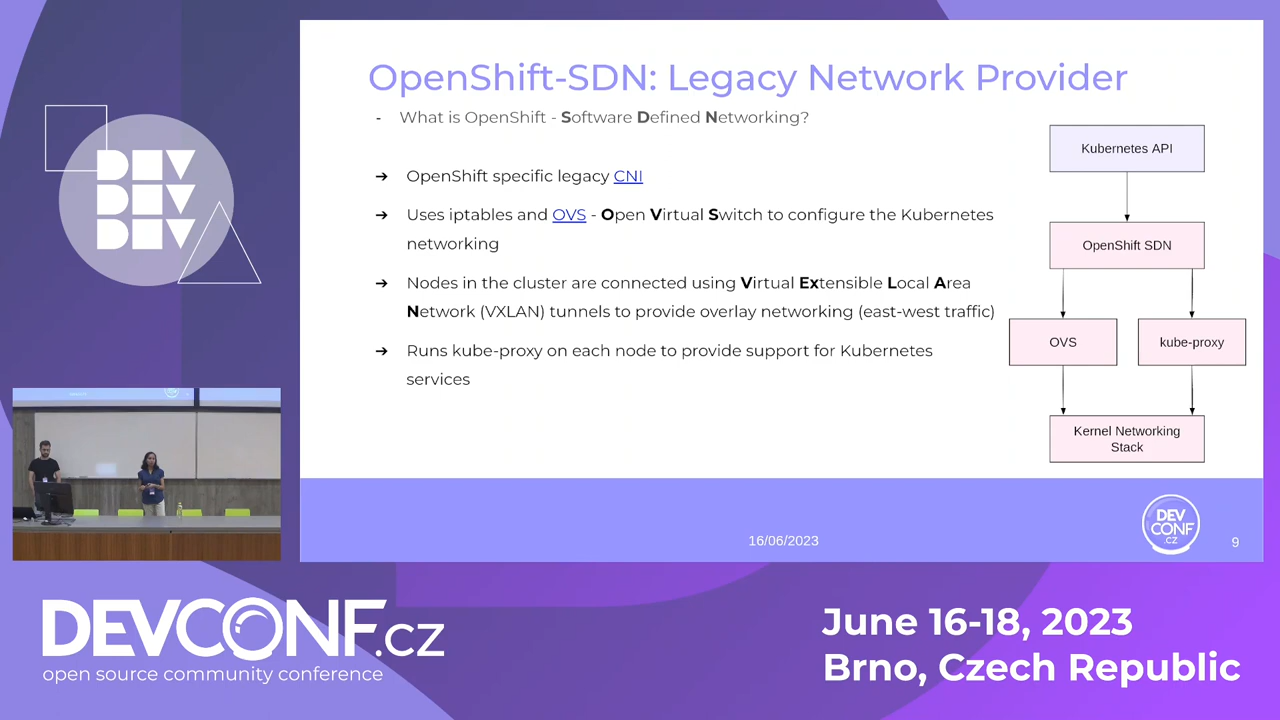 OpenShift-SDN: Legacy Network Provider
- What is OpenShift - Software Defined Networking?
➔ OpenShift specific legacy CNI
➔ Uses iptables and OVS - Open Virtual Switch to configure the Kubernetes
networking
➔ Nodes in the cluster are connected using Virtual Extensible Local Area
Network (VXLAN) tunnels to provide overlay networking (east-west traffic)
➔ Runs kube-proxy on each node to provide support for Kubernetes
services
Kubernetes API
OpenShift SDN
OVS
kube-proxy
Kernel Networking
Stack
16/06/2023
DEV
CONF
.CZ
9
DEV
DEV
DEV
DEVCONF.cz
open source community conference
June 16-18, 2023
Brno, Czech Republic